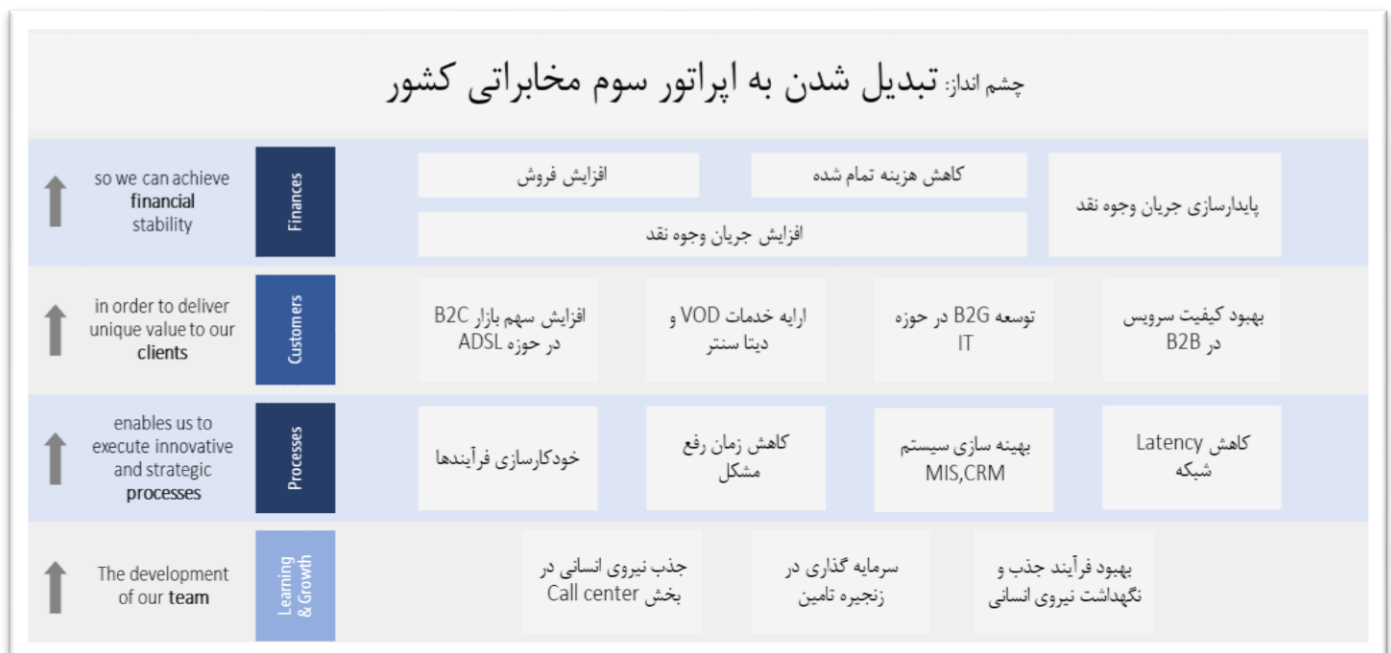 چشم انداز: تبدیل شدن به اپراتور سوم مخابراتی کشور
so we can achieve
financial
stability
Finances
افزایش فروش
کاهش هزینه تمام شده
افزایش جریان وجوه نقد
پایدارسازی جریان وجوه نقد
in order to deliver
unique value to our
clients
Customers
افزایش سهم بازار B2C
در حوزه ADSL
ارایه خدمات VOD و
دیتا سنتر
توسعه B2G در حوزه
IT
بهبود کیفیت سرویس
در B2B
enables us to
execute innovative
and strategic
processes
Processes
خودکارسازی فرآیندها
کاهش زمان رفع
مشکل
بهینه سازی سیستم
MIS,CRM
کاهش Latency
شبکه
The development
of our team
Learning
& Growth
جذب نیروی انسانی در
بخش Call center
سرمایه گذاری در
زنجیره تامین
بهبود فرآیند جذب و
نگهداشت نیروی انسانی